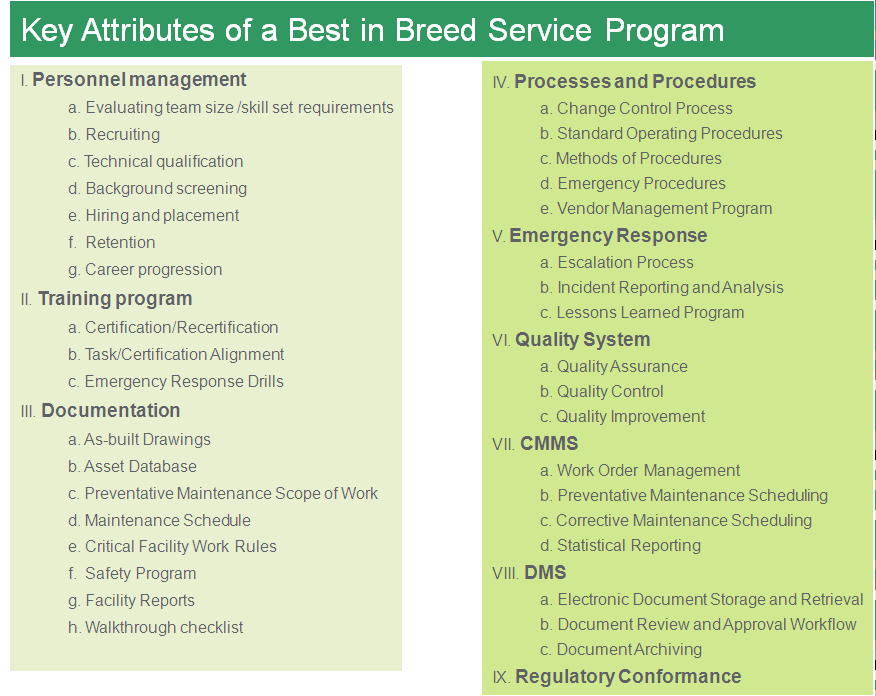 Key Attributes of a Best in Breed Service Program
I. Personnel management
a. Evaluating team size /skill set requirements
b. Recruiting
c. Technical qualification
d. Background screening
e. Hiring and placement
f. Retention
g. Career progression
II. Training program
a. Certification/Recertification
b. Task/Certification Alignment
c. Emergency Response Drills
III. Documentation
a. As-built Drawings
b. Asset Database
c. Preventative Maintenance Scope of Work
d. Maintenance Schedule
e. Critical Facility Work Rules
f. Safety Program
g. Facility Reports
h. Walkthrough checklist
IV. Processes and Procedures
a. Change Control Process
b. Standard Operating Procedures
c. Methods of Procedures
d. Emergency Procedures
e. Vendor Management Program
V. Emergency Response
a. Escalation Process
b. Incident Reporting and Analysis
c. Lessons Learned Program
VI. Quality System
a. Quality Assurance
b. Quality Control
c. Quality Improvement
VII. CMMS
a. Work Order Management
b. Preventative Maintenance Scheduling
c. Corrective Maintenance Scheduling
d. Statistical Reporting
VIII. DMS
a. Electronic Document Storage and Retrieval
b. Document Review and Approval Workflow
c. Document Archiving
IX. Regulatory Conformance